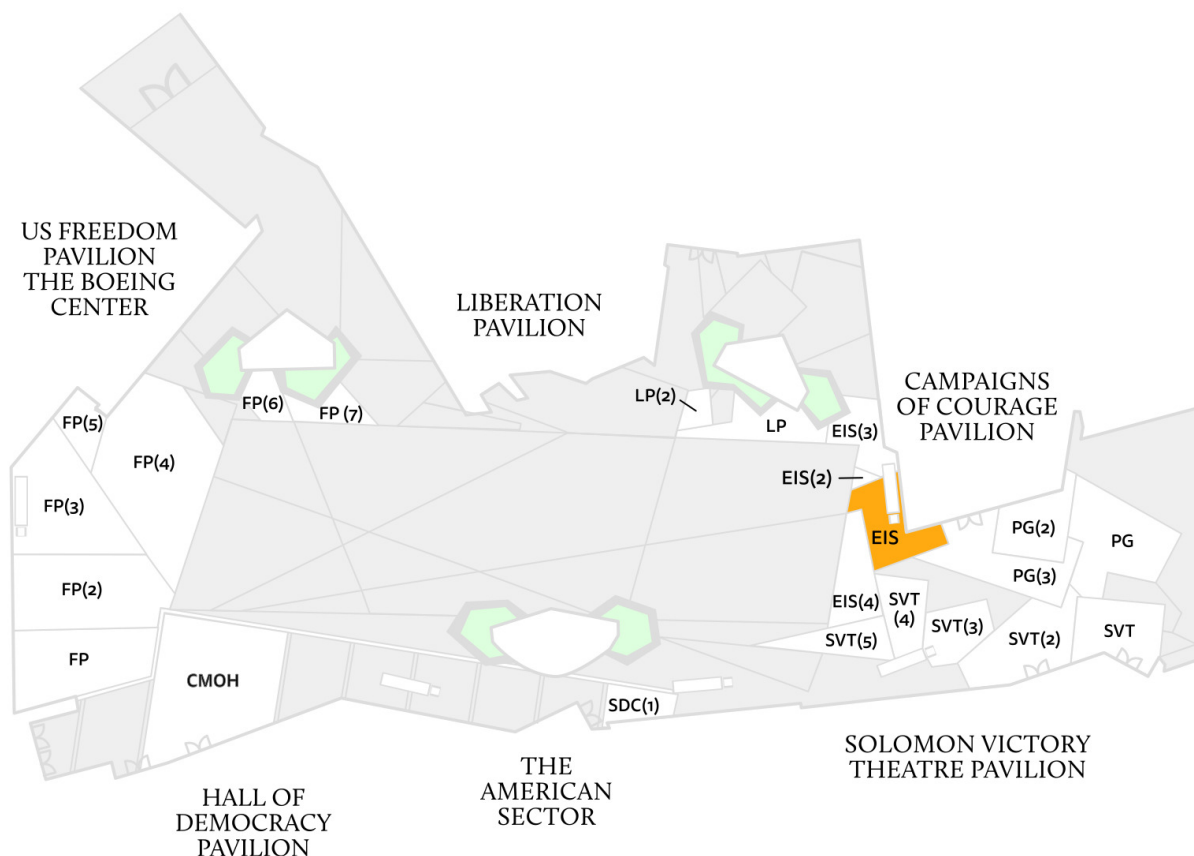 US FREEDOM
PAVILION
THE BOEING
CENTER
LIBERATION
PAVILION
CAMPAIGNS
OF COURAGE
PAVILION
FP(5)
FP(6)
FP (7)
LP(2)
LP
EIS(3)
FP(4)
EIS(2)
FP(3)
EIS
PG(2)
PG
PG(3)
FP(2)
EIS(4)
SVT
(4)
SVT(3)
SVT(5)
SVT(2)
SVT
FP
CMOH
SDC(1)
SOLOMON VICTORY
THEATRE PAVILION
THE
AMERICAN
SECTOR
HALL OF
DEMOCRACY
PAVILION